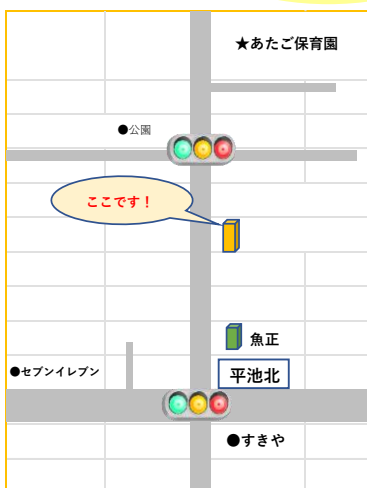 ★あたご保育園
●公園
ここです！
魚正
●セブンイレブン
平池北
●すきや